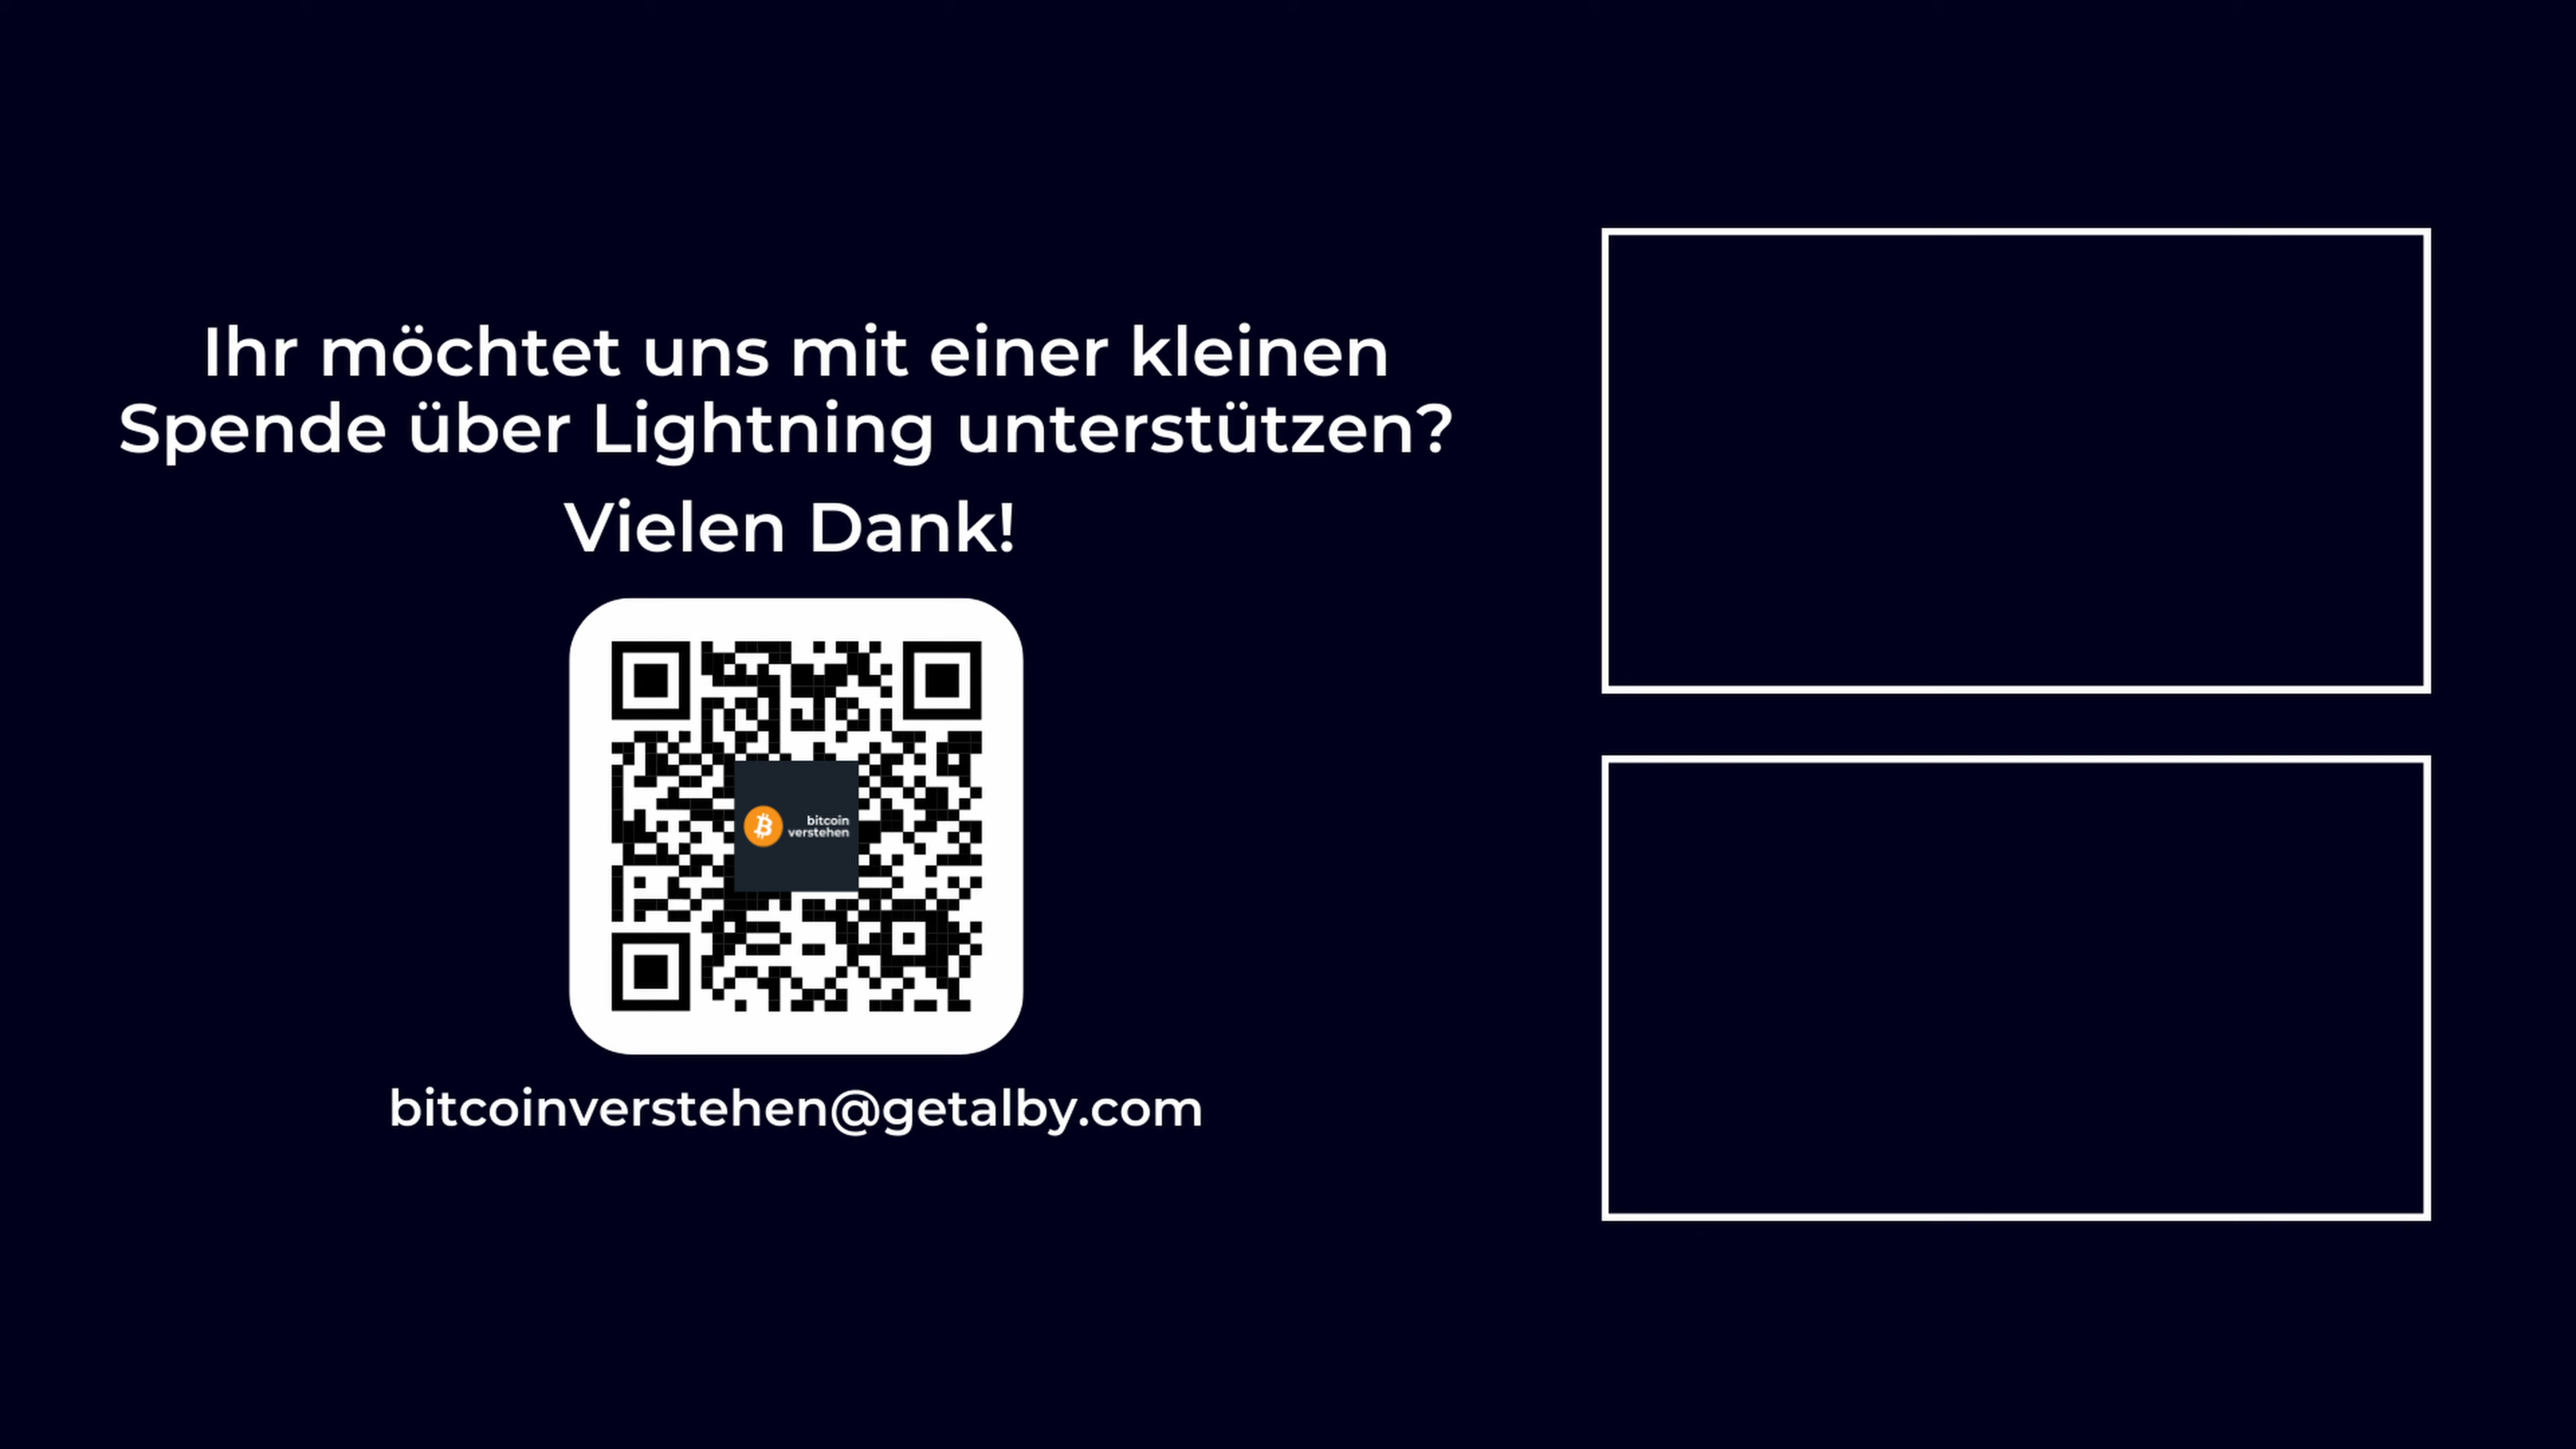 Ihr möchtet uns mit einer kleinen
Spende über Lightning unterstützen?
Vielen Dank!
bitcoin
verstehen
bitcoinverstehen@getalby.com